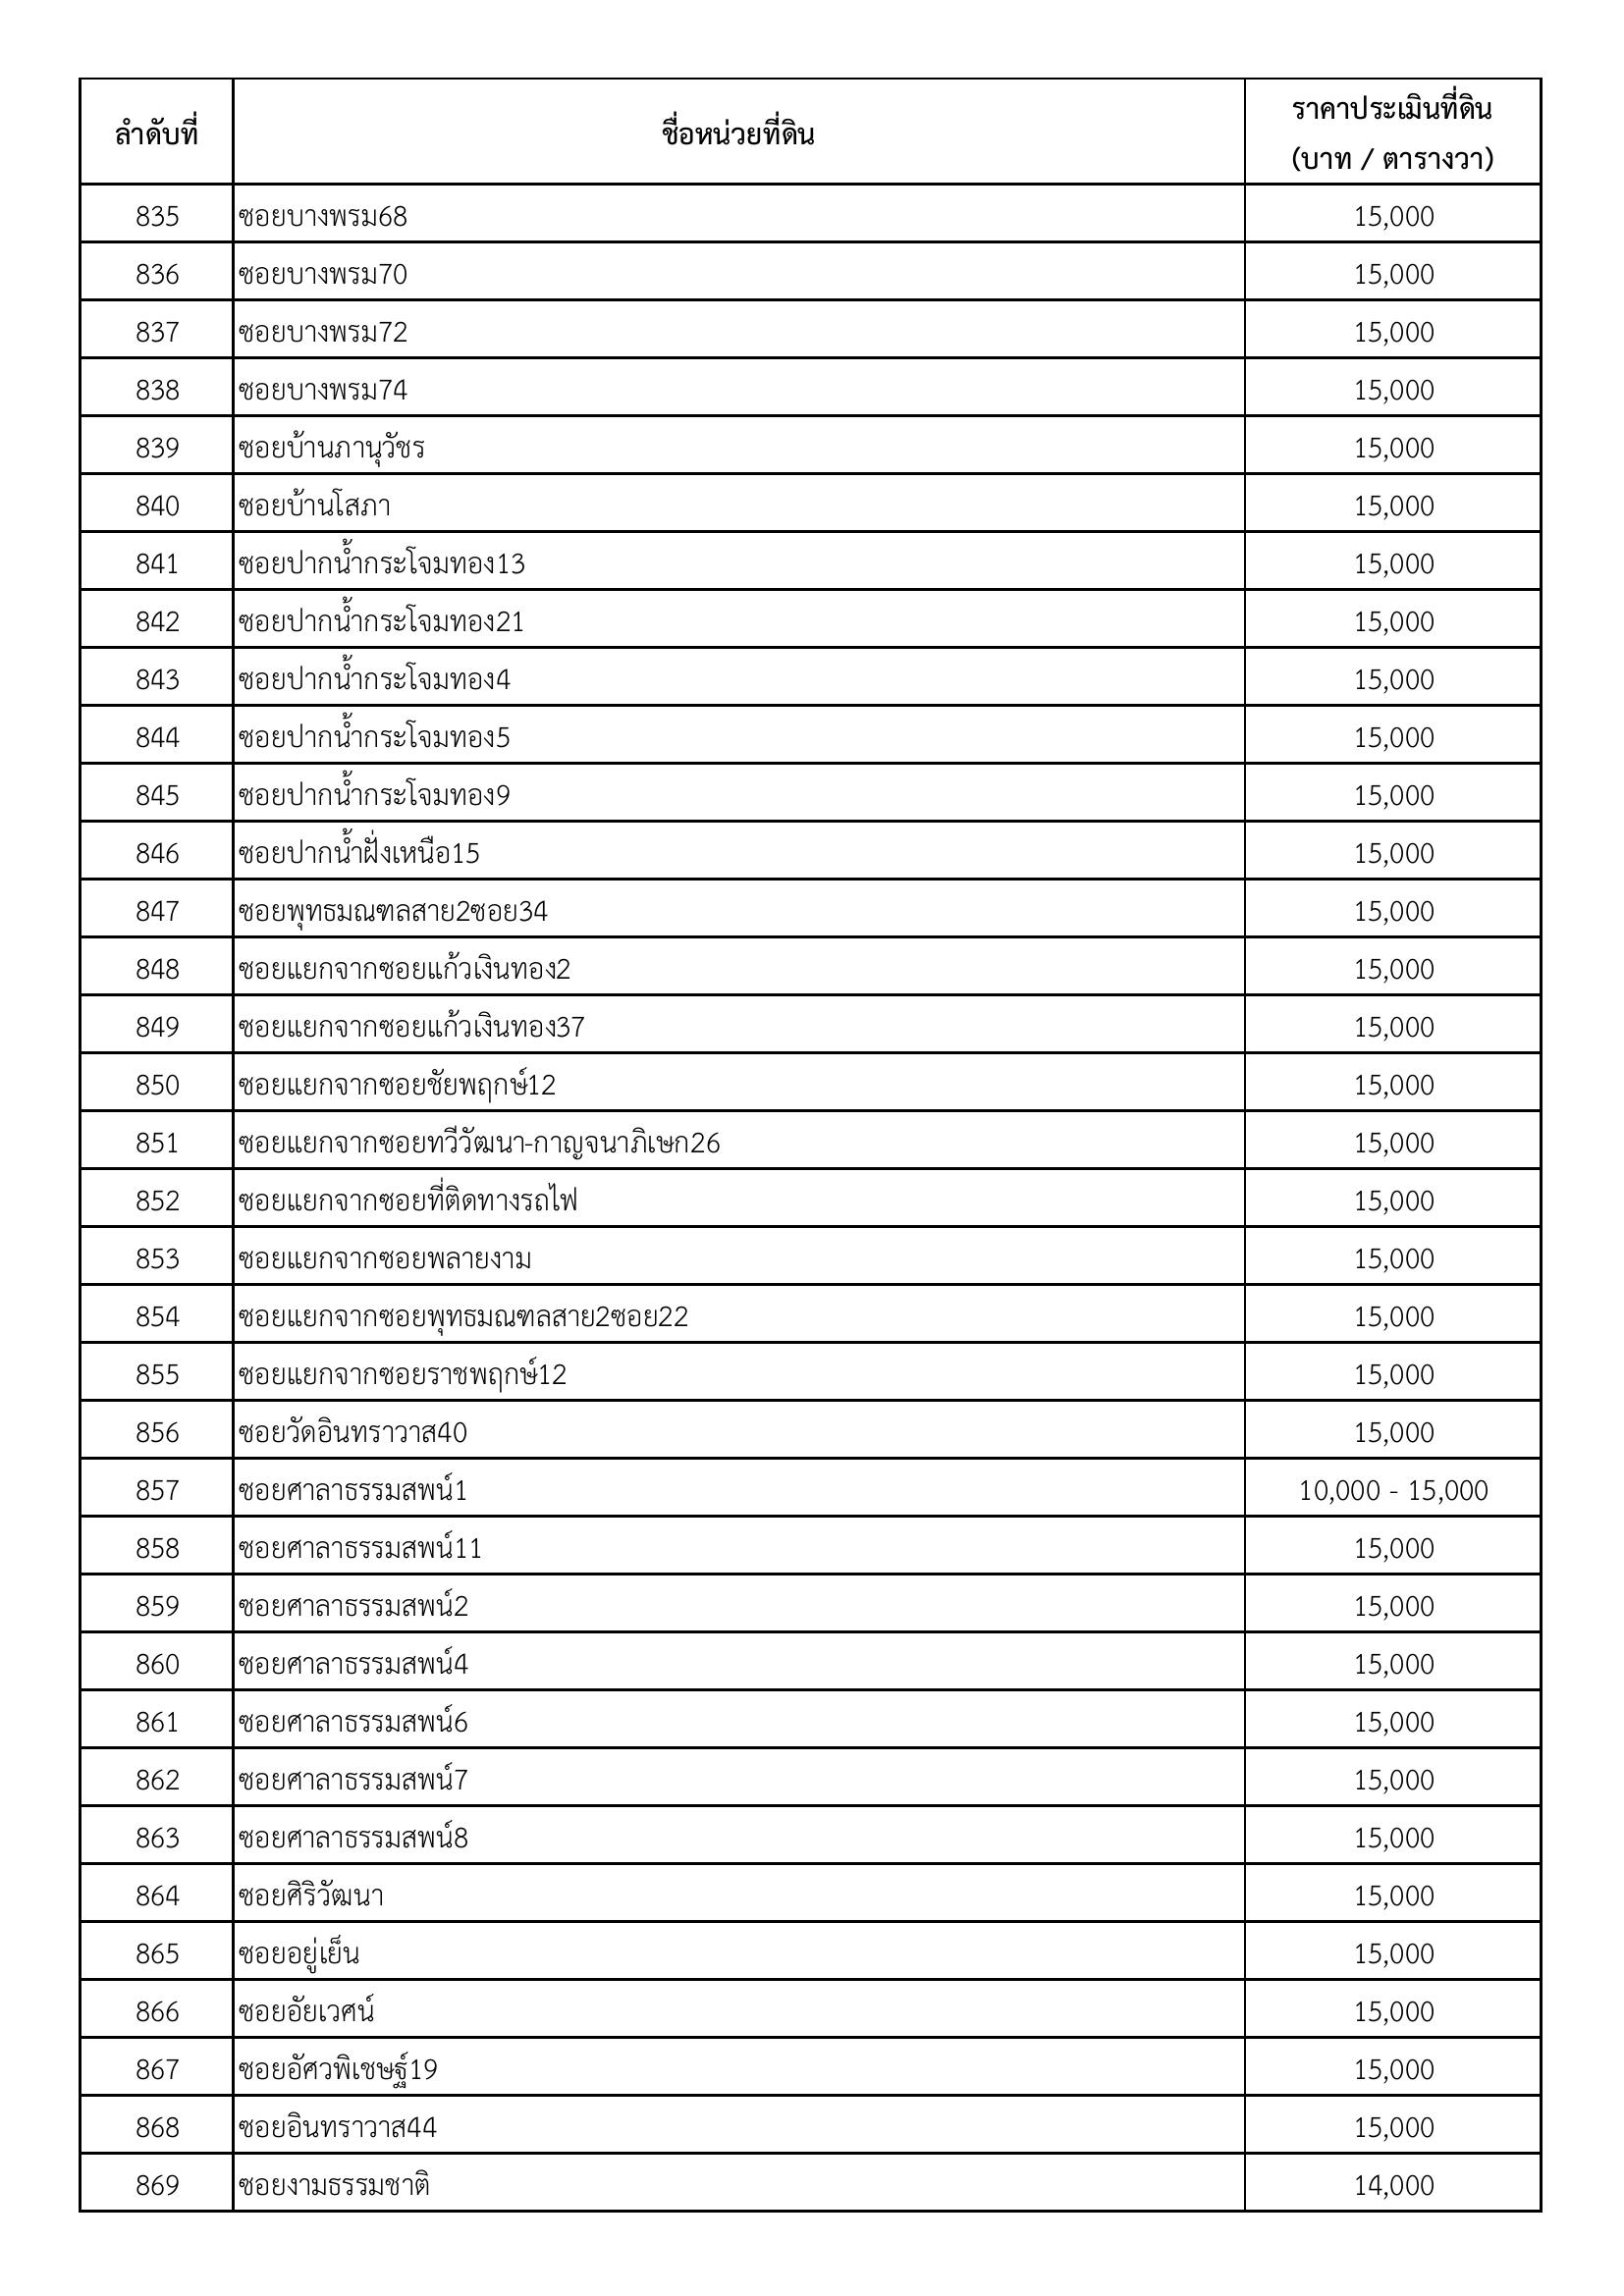 ลำดับที่ ชื่อหน่วยที่ดิน ราคาประเมินที่ดิน
(บาท / ตารางวา)
835 ซอยบางพรม68 15,000
836 ซอยบางพรม70 15,000
837 ซอยบางพรม72 15,000
838 ซอยบางพรม74 15,000
839 ซอยบ้านภานุวัชร 15,000
840 ซอยบ้านโสภา 15,000
841 ซอยปากน้ำกระโจมทอง13 15,000
842 ซอยปากน้ำกระโจมทอง21 15,000
843 ซอยปากน้ำกระโจมทอง4 15,000
844 ซอยปากน้ำกระโจมทอง5 15,000
845 ซอยปากน้ำกระโจมทอง9 15,000
846 ซอยปากน้ำฝั่งเหนือ15 15,000
847 ซอยพุทธมณฑลสาย2ซอย34 15,000
848 ซอยแยกจากซอยแก้วเงินทอง2 15,000
849 ซอยแยกจากซอยแก้วเงินทอง37 15,000
850 ซอยแยกจากซอยชัยพฤกษ์12 15,000
851 ซอยแยกจากซอยทวีวัฒนา-กาญจนาภิเษก26 15,000
852 ซอยแยกจากซอยที่ติดทางรถไฟ 15,000
853 ซอยแยกจากซอยพลายงาม 15,000
854 ซอยแยกจากซอยพุทธมณฑลสาย2ซอย22 15,000
855 ซอยแยกจากซอยราชพฤกษ์12 15,000
856 ซอยวัดอินทราวาส40 15,000
857 ซอยศาลาธรรมสพน์1 10,000 - 15,000
858 ซอยศาลาธรรมสพน์11 15,000
859 ซอยศาลาธรรมสพน์2 15,000
860 ซอยศาลาธรรมสพน์4 15,000
861 ซอยศาลาธรรมสพน์6 15,000
862 ซอยศาลาธรรมสพน์7 15,000
863 ซอยศาลาธรรมสพน์8 15,000
864 ซอยศิริวัฒนา 15,000
865 ซอยอยู่เย็น 15,000
866 ซอยอัยเวศน์ 15,000
867 ซอยอัศวพิเชษฐ์19 15,000
868 ซอยอินทราวาส44 15,000
869 ซอยงามธรรมชาติ 14,000